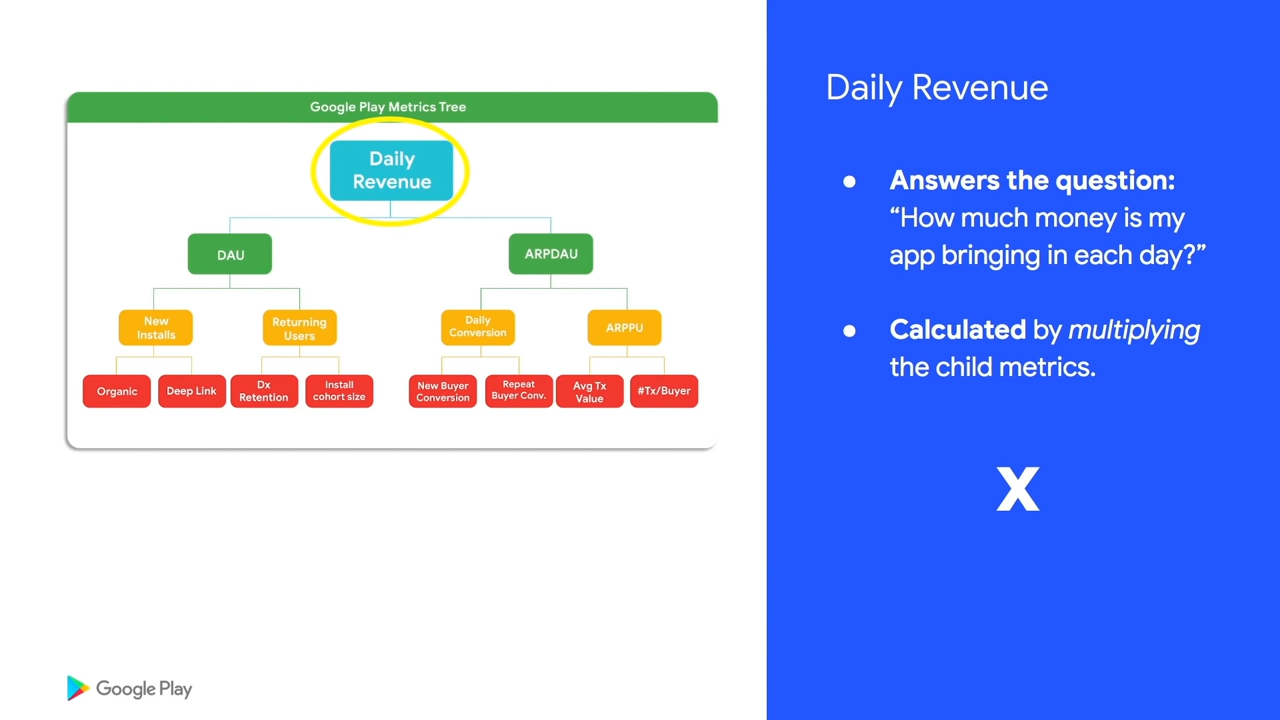 Google Play Metrics Tree
Daily
Revenue
DAU
ARPDAU
New
Installs
Returning
Users
Daily
Conversion
ARPPU
Organic
Deep Link
Dx
Retention
Install
cohort size
New Buyer
Conversion
Repeat
Buyer Conv.
Avg Tx
Value
#Tx/Buyer
Google Play
Daily Revenue
● Answers the question:
“How much money is my
app bringing in each day?”
● Calculated by multiplying
the child metrics.
X